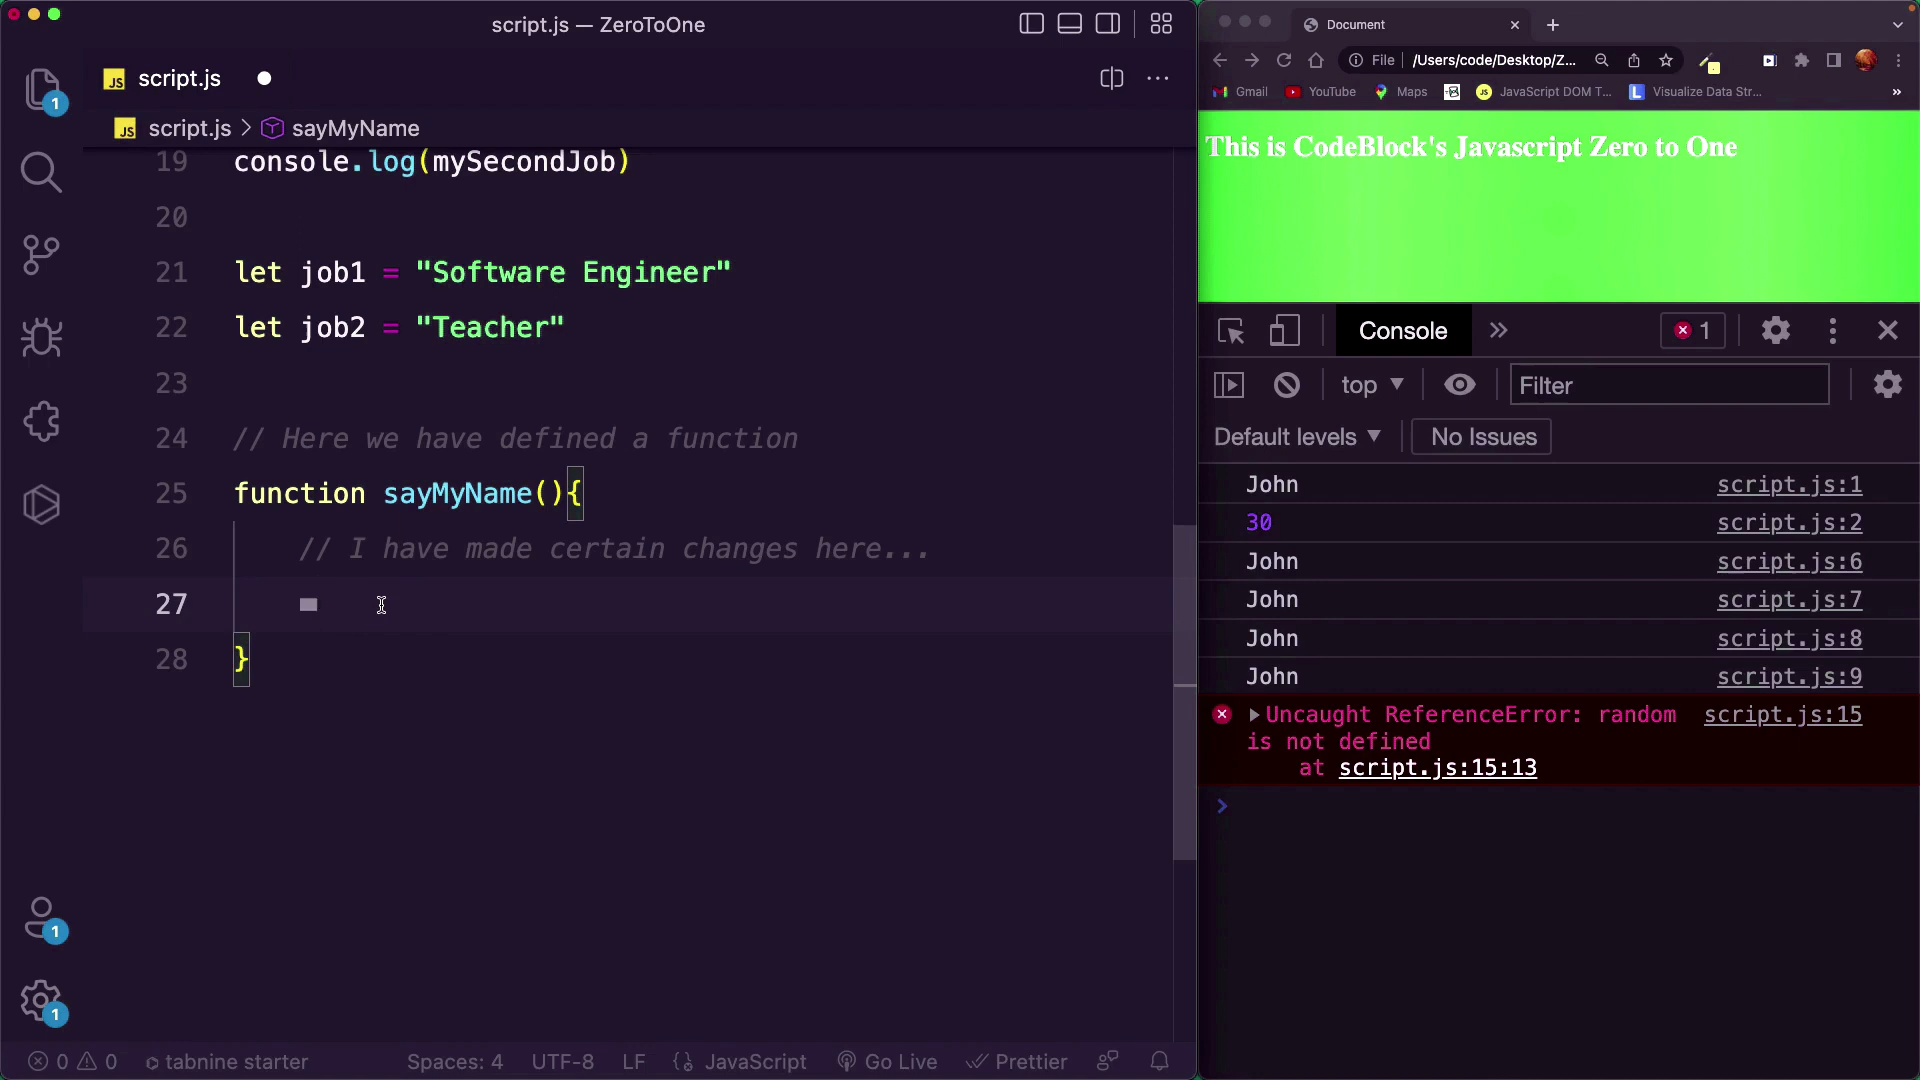 script.js — ZeroToOne
JS script.js
1
JS script.js > sayMyName
19 console.log(mySecondJob)
20
21 let job1 = "Software Engineer"
22 let job2 = "Teacher"
23
24 // Here we have defined a function
25 function sayMyName(){
26 // I have made certain changes here...
27
28 }
1
1
0 0 tabnine starter Spaces: 4 UTF-8 LF JavaScript Go Live Prettier
Document
File /Users/code/Desktop/Z...
Gmail YouTube Maps JS JavaScript DOM T... L Visualize Data Str... »
This is CodeBlock's Javascript Zero to One
Console 1
top Filter
Default levels No Issues
John script.js:1
30 script.js:2
John script.js:6
John script.js:7
John script.js:8
John script.js:9
Uncaught ReferenceError: random script.js:15
is not defined
at script.js:15:13